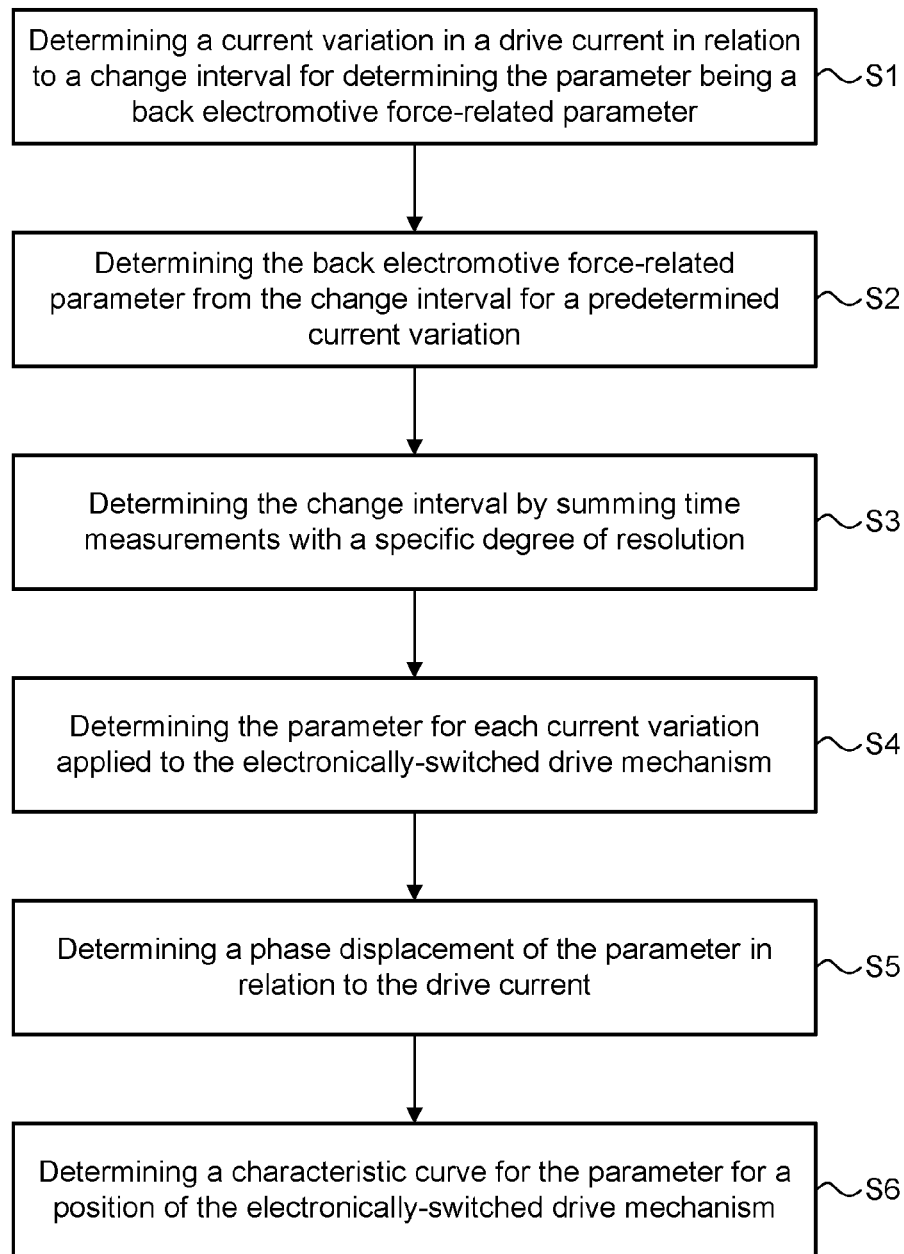 Determining a current variation in a drive current in relation
to a change interval for determining the parameter being a
back electromotive force-related parameter
S1
Determining the back electromotive force-related
parameter from the change interval for a predetermined
current variation
S2
Determining the change interval by summing time
measurements with a specific degree of resolution
S3
Determining the parameter for each current variation
applied to the electronically-switched drive mechanism
S4
Determining a phase displacement of the parameter in
relation to the drive current
S5
Determining a characteristic curve for the parameter for a
position of the electronically-switched drive mechanism
S6